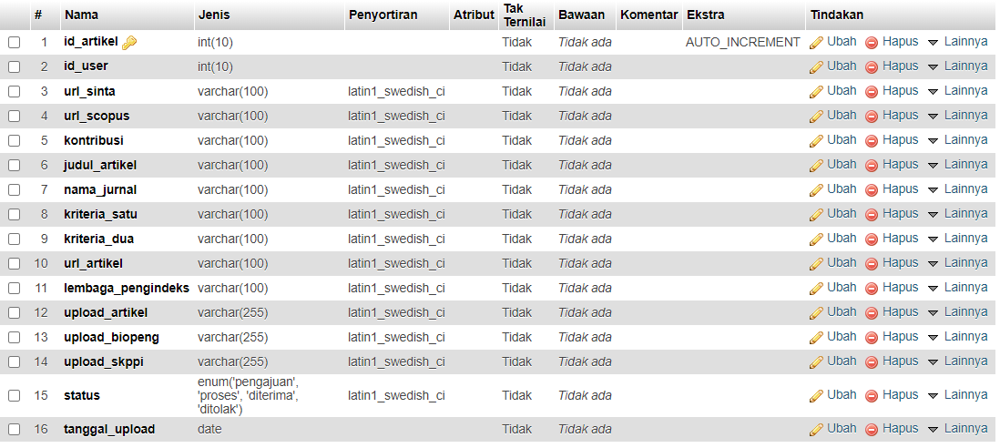 # Nama Jenis Penyortiran Atribut Tak Ternilai Bawaan Komentar Ekstra Tindakan
1 id_artikel int(10) Tidak Tidak ada AUTO_INCREMENT Ubah Hapus Lainnya
2 id_user int(10) Tidak Tidak ada Ubah Hapus Lainnya
3 url_sinta varchar(100) latin1_swedish_ci Tidak Tidak ada Ubah Hapus Lainnya
4 url_scopus varchar(100) latin1_swedish_ci Tidak Tidak ada Ubah Hapus Lainnya
5 kontribusi varchar(100) latin1_swedish_ci Tidak Tidak ada Ubah Hapus Lainnya
6 judul_artikel varchar(100) latin1_swedish_ci Tidak Tidak ada Ubah Hapus Lainnya
7 nama_jurnal varchar(100) latin1_swedish_ci Tidak Tidak ada Ubah Hapus Lainnya
8 kriteria_satu varchar(100) latin1_swedish_ci Tidak Tidak ada Ubah Hapus Lainnya
9 kriteria_dua varchar(100) latin1_swedish_ci Tidak Tidak ada Ubah Hapus Lainnya
10 url_artikel varchar(100) latin1_swedish_ci Tidak Tidak ada Ubah Hapus Lainnya
11 lembaga_pengindeks varchar(100) latin1_swedish_ci Tidak Tidak ada Ubah Hapus Lainnya
12 upload_artikel varchar(255) latin1_swedish_ci Tidak Tidak ada Ubah Hapus Lainnya
13 upload_biopeng varchar(255) latin1_swedish_ci Tidak Tidak ada Ubah Hapus Lainnya
14 upload_skppi varchar(255) latin1_swedish_ci Tidak Tidak ada Ubah Hapus Lainnya
15 status enum('pengajuan', 'proses', 'diterima', 'ditolak') latin1_swedish_ci Tidak Tidak ada Ubah Hapus Lainnya
16 tanggal_upload date Tidak Tidak ada Ubah Hapus Lainnya